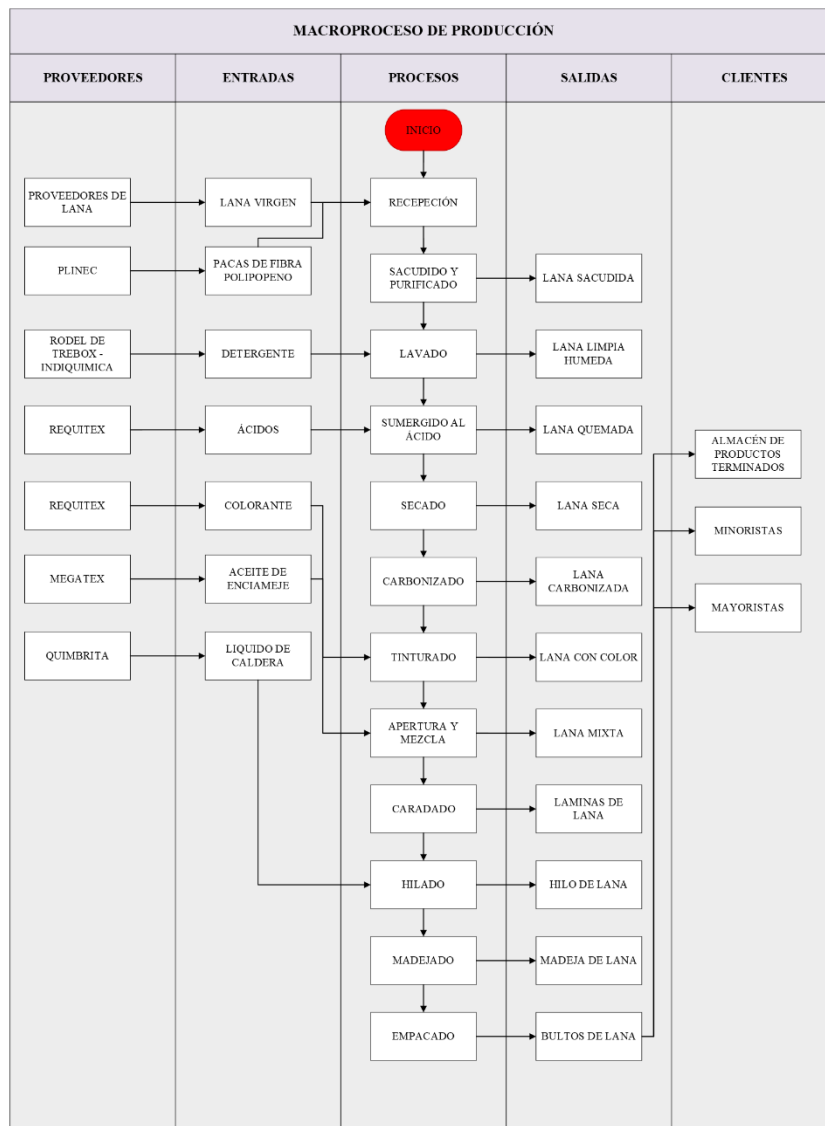 MACROPROCESO DE PRODUCCIÓN
PROVEEDORES
ENTRADAS
PROCESOS
SALIDAS
CLIENTES
INICIO
PROVEEDORES DE
LANA
LANA VIRGEN
RECEPECIÓN
PLINEC
PACAS DE FIBRA
POLIPOPENO
SACUDIDO Y
PURIFICADO
LANA SACUDIDA
RODEL DE
TREBOX -
INDIQUIMICA
DETERGENTE
LAVADO
LANA LIMPIA
HUMEDA
REQUITEX
ÁCIDOS
SUMERGIDO AL
ÁCIDO
LANA QUEMADA
ALMACÉN DE
PRODUCTOS
TERMINADOS
REQUITEX
COLORANTE
SECADO
LANA SECA
MINORISTAS
MEGATEX
ACEITE DE
ENCIAMEJE
CARBONIZADO
LANA
CARBONIZADA
MAYORISTAS
QUIMBRITA
LIQUIDO DE
CALDERA
TINTURADO
LANA CON COLOR
APERTURA Y
MEZCLA
LANA MIXTA
CARADADO
LAMINAS DE
LANA
HILADO
HILO DE LANA
MADEJADO
MADEJA DE LANA
EMPACADO
BULTOS DE LANA